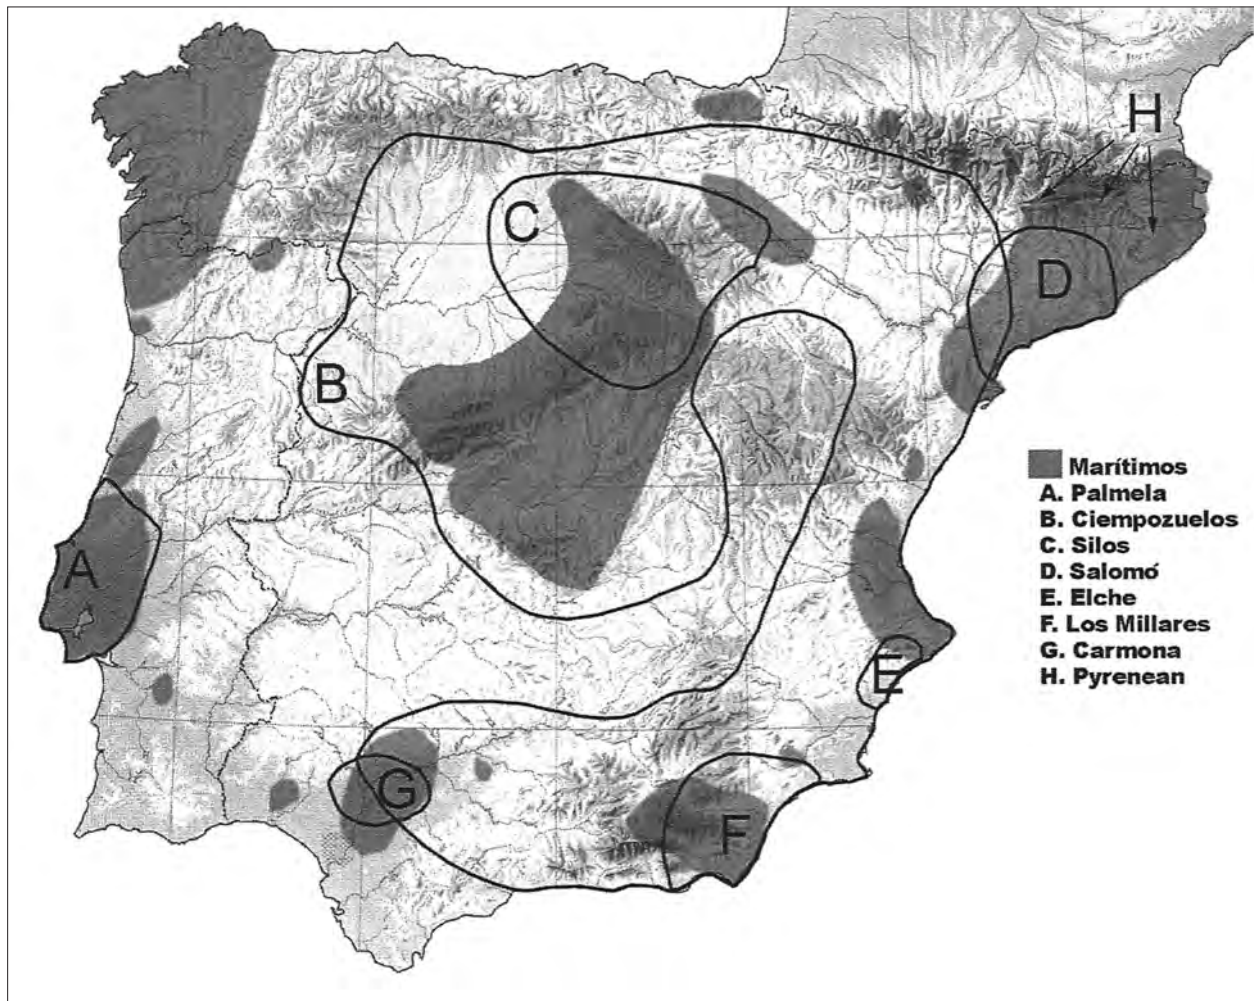 H
C
D
B
A
E
G
F
Marítimos
A. Palmela
B. Ciempozuelos
C. Silos
D. Salomó
E. Elche
F. Los Millares
G. Carmona
H. Pyrenean